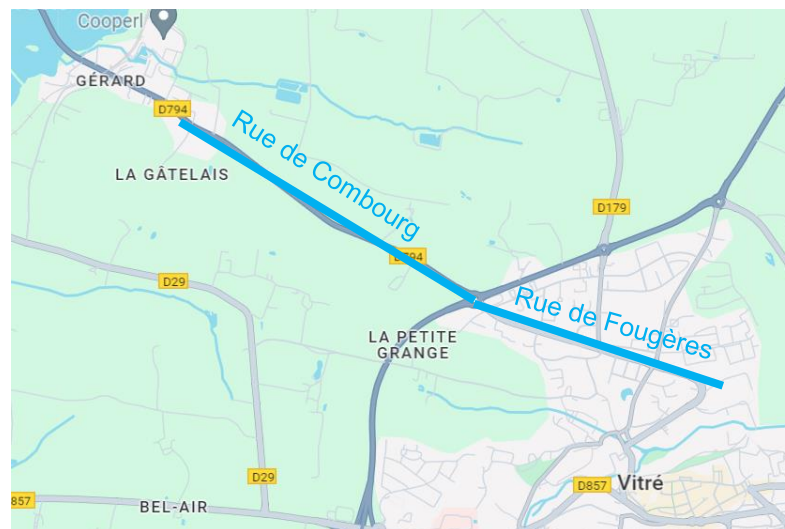 Cooperl
GÉRARD
D794
Rue de Combourg
LA GÂTELAIS
D179
D794
D29
Rue de Fougères
LA PETITE
GRANGE
D29
D857
Vitré
857
BEL-AIR